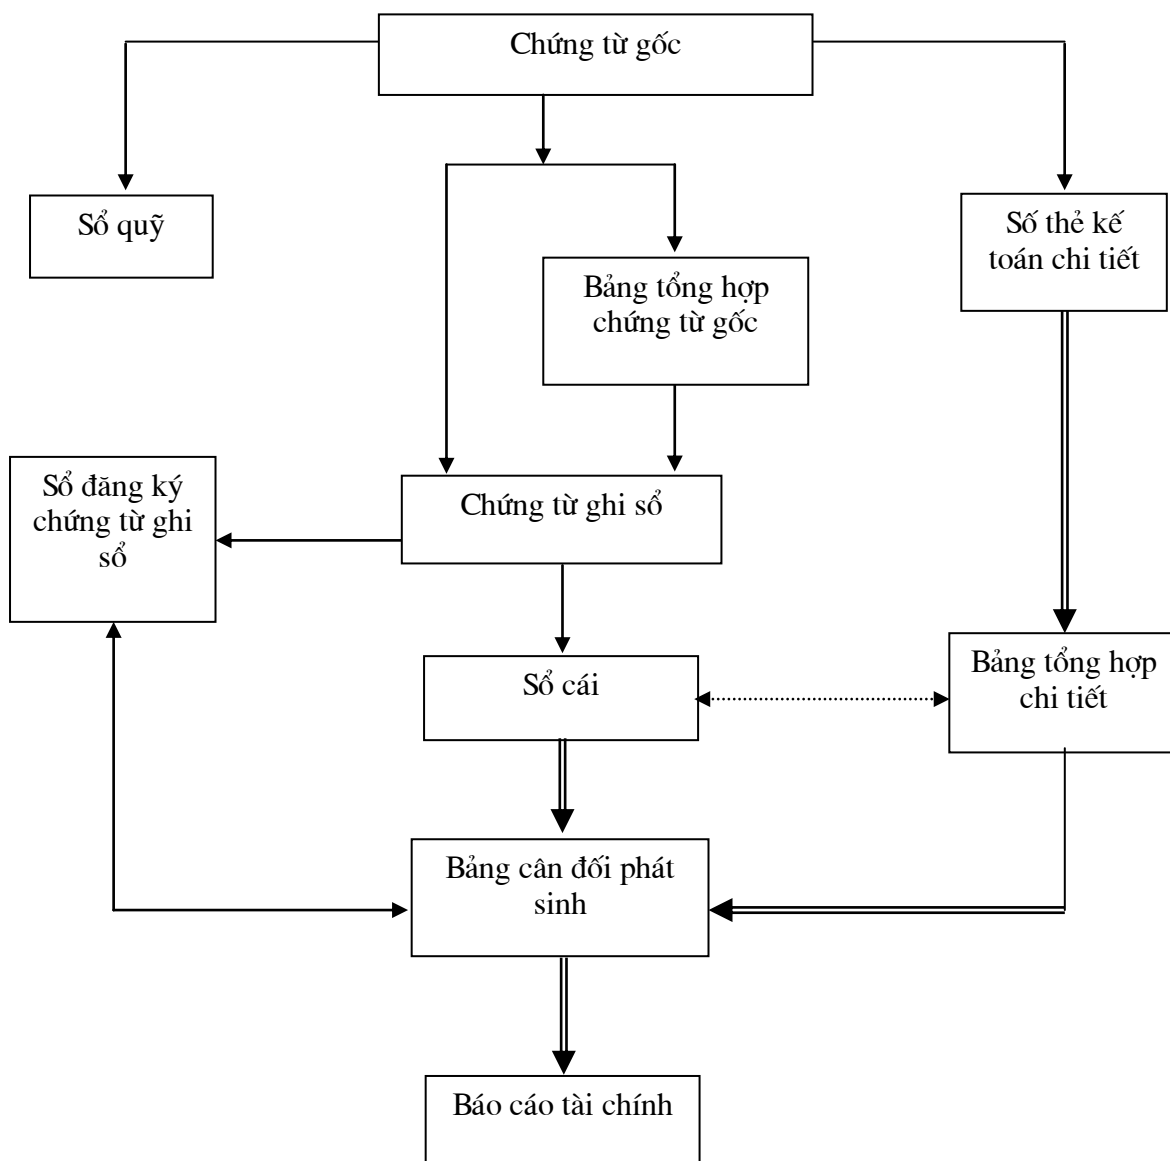 Chứng từ gốc
Sổ quỹ
Số thẻ kế
toán chi tiết
Bảng tổng hợp
chứng từ gốc
Sổ đăng ký
chứng từ ghi
sổ
Chứng từ ghi sổ
Sổ cái
Bảng tổng hợp
chi tiết
Bảng cân đối phát
sinh
Báo cáo tài chính